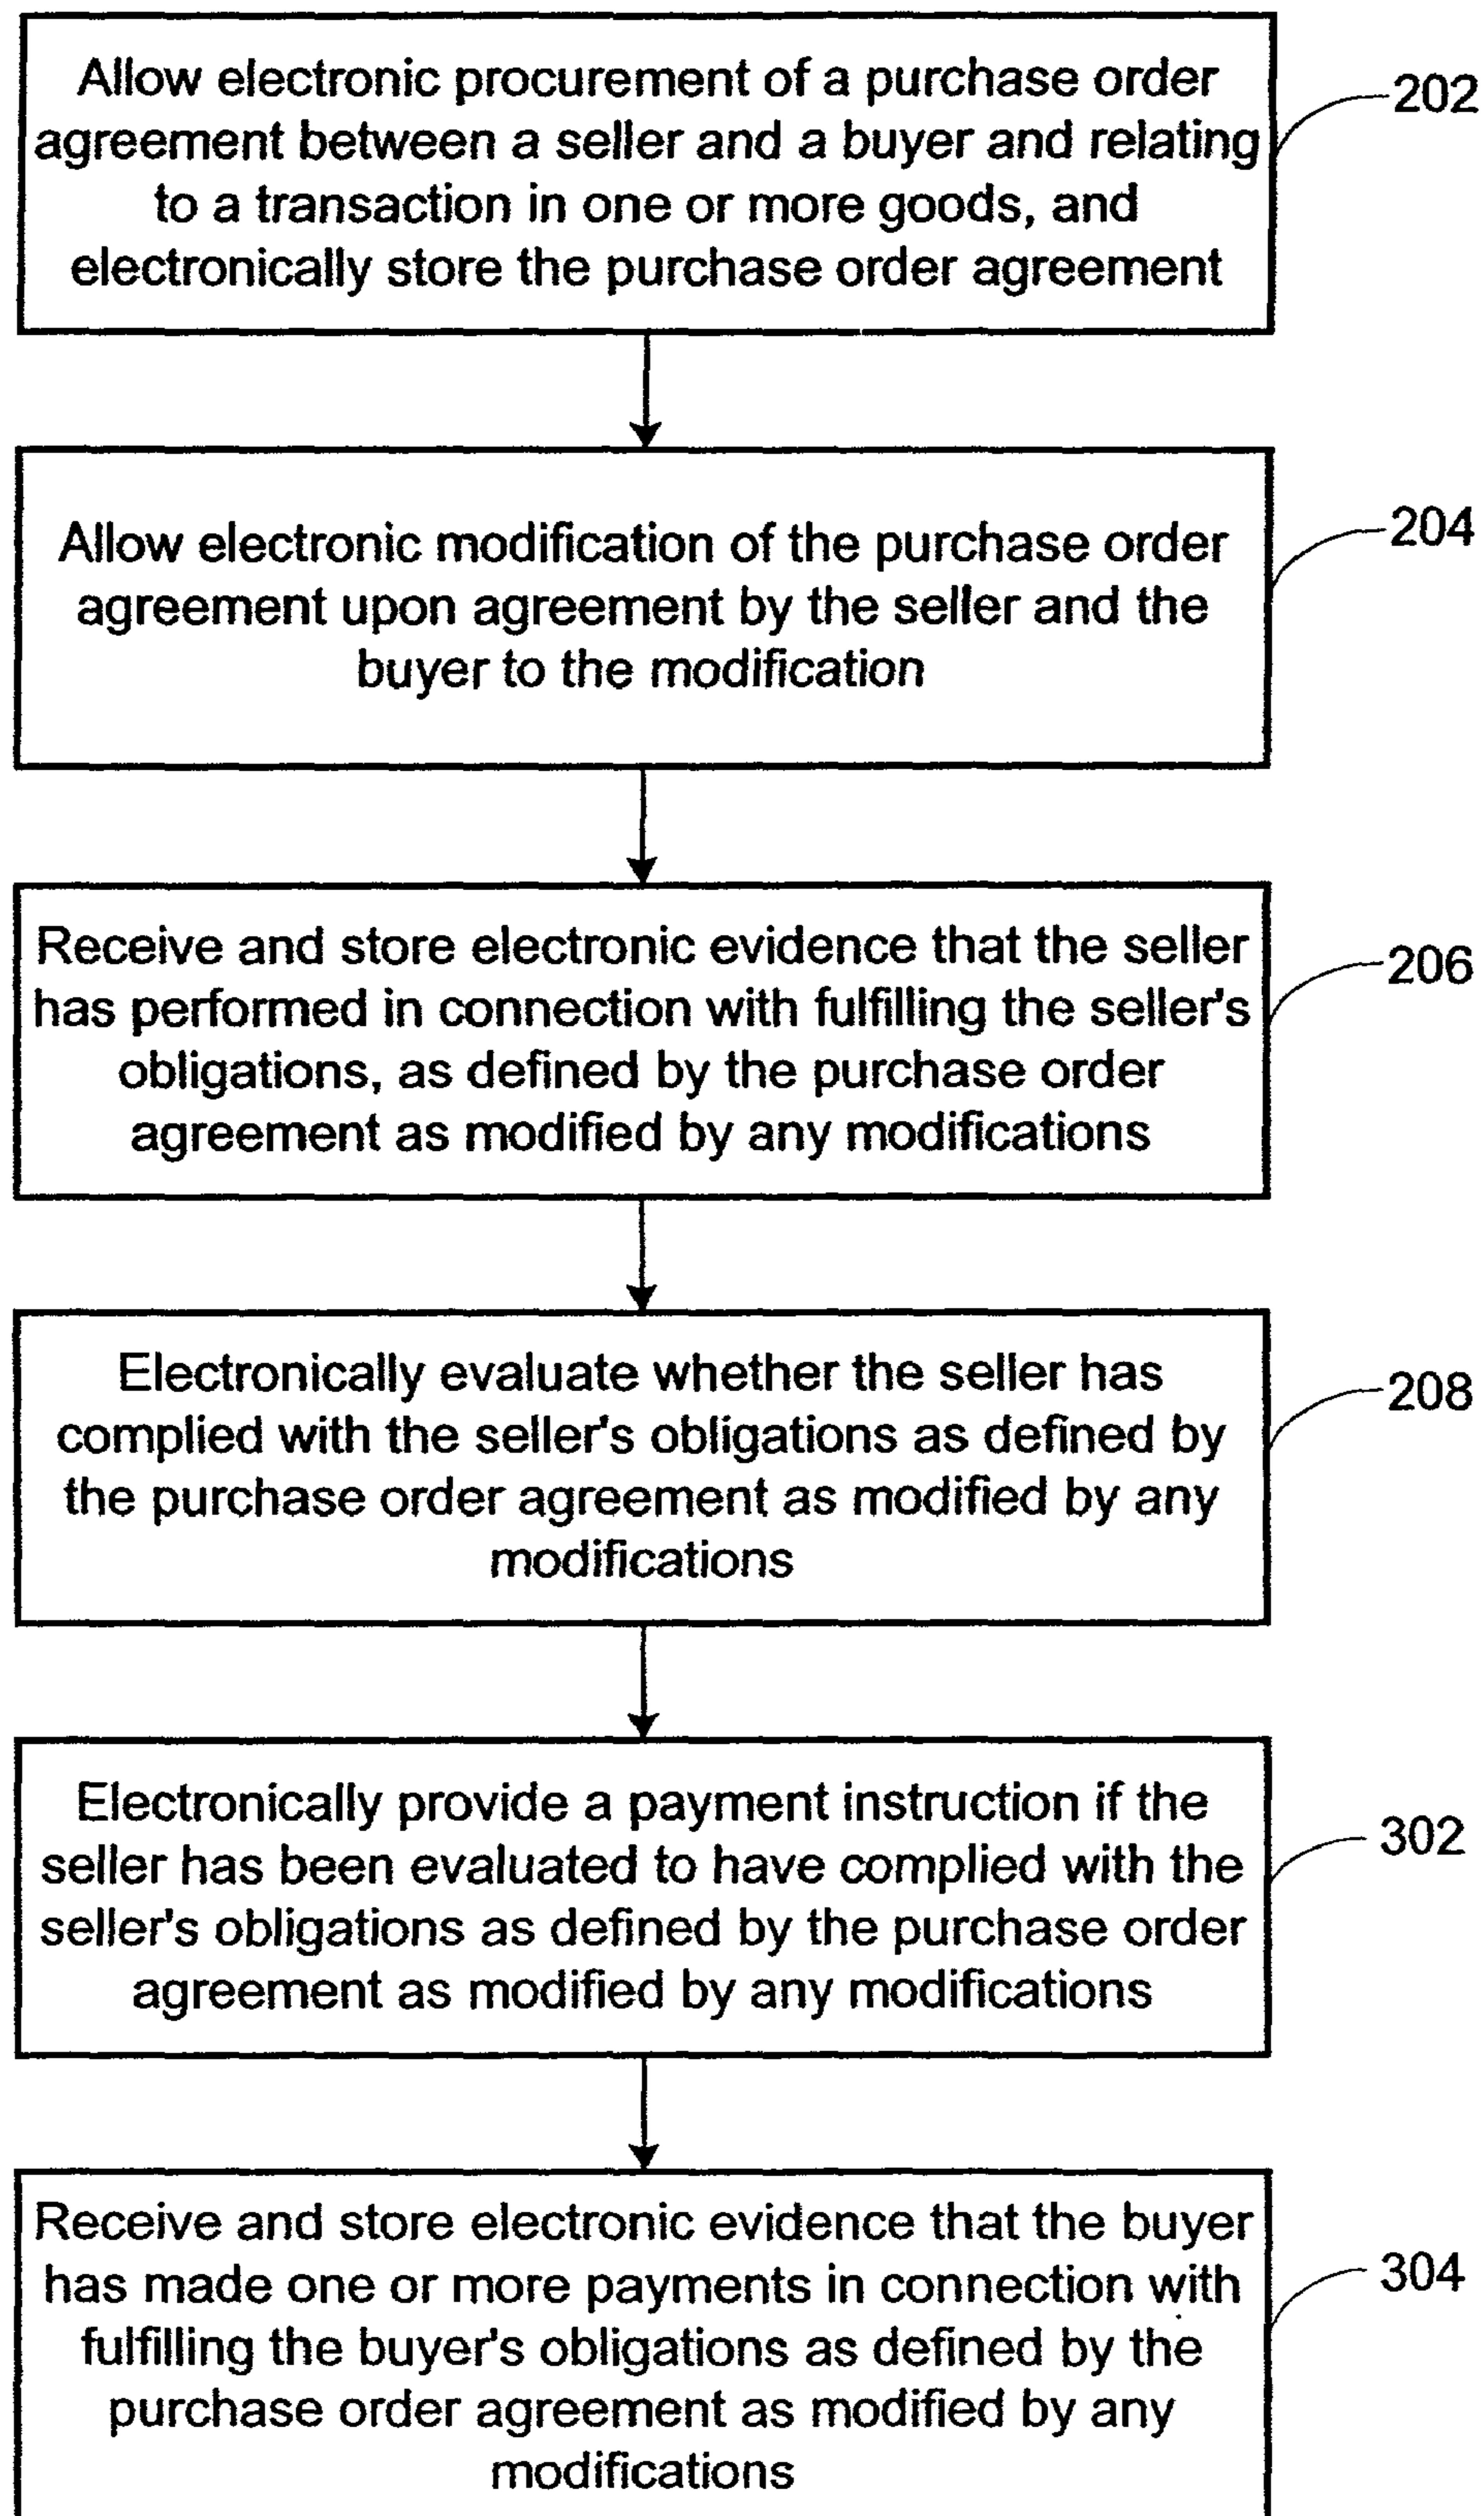 Allow electronic procurement of a purchase order
agreement between a seller and a buyer and relating
to a transaction in one or more goods, and
electronically store the purchase order agreement
202
Allow electronic modification of the purchase order
agreement upon agreement by the seller and the
buyer to the modification
204
Receive and store electronic evidence that the seller
has performed in connection with fulfilling the seller's
obligations, as defined by the purchase order
agreement as modified by any modifications
206
Electronically evaluate whether the seller has
complied with the seller's obligations as defined by
the purchase order agreement as modified by any
modifications
208
Electronically provide a payment instruction if the
seller has been evaluated to have complied with the
seller's obligations as defined by the purchase order
agreement as modified by any modifications
302
Receive and store electronic evidence that the buyer
has made one or more payments in connection with
fulfilling the buyer's obligations as defined by the
purchase order agreement as modified by any
modifications
304